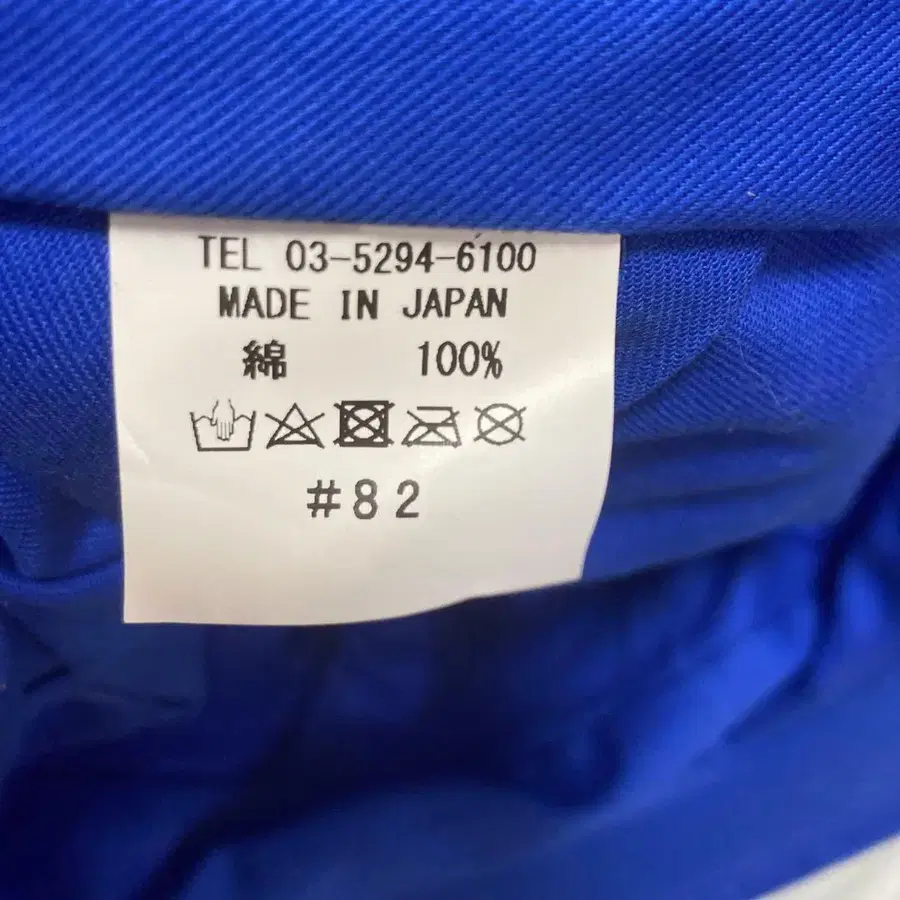 TEL 03-5294-6100
MADE IN JAPAN
綿 100%
#82